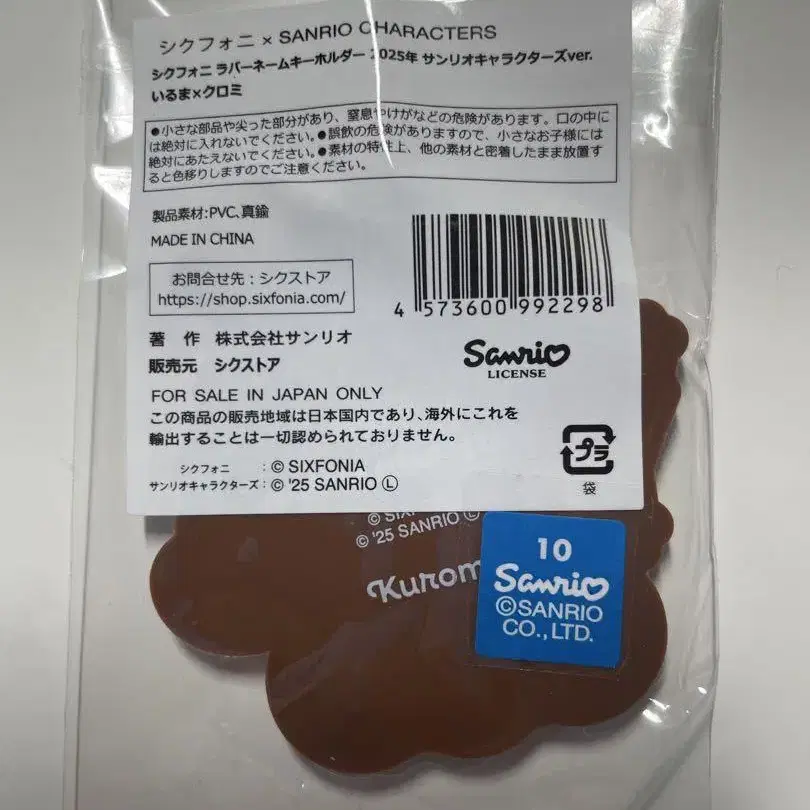 シクフォニ × SANRIO CHARACTERS
シクフォニ ラバーネームキーホルダー 2025年 サンリオキャラクターズver.
いるま×クロミ
●小さな部品や尖った部分があり、窒息やけがなどの危険があります。口の中に
は絶対に入れないでください。●誤飲の危険がありますので、小さなお子様には
絶対にあたえないでください。●素材の特性上、他の素材と密着したまま放置す
ると色移りしますのでご注意ください。
製品素材:PVC、真鍮
MADE IN CHINA
お問合せ先：シクストア
https://shop.sixfonia.com/
4 573600 992298
著 作 株式会社サンリオ
販売元 シクストア
Sanrio
LICENSE
FOR SALE IN JAPAN ONLY
この商品の販売地域は日本国内であり、海外にこれを
輸出することは一切認められておりません。
プラ
袋
シクフォニ ：© SIXFONIA
サンリオキャラクターズ：© '25 SANRIO Ⓛ
© '25 SANRIO Ⓛ
10
Sanrio
©SANRIO
CO.,LTD.